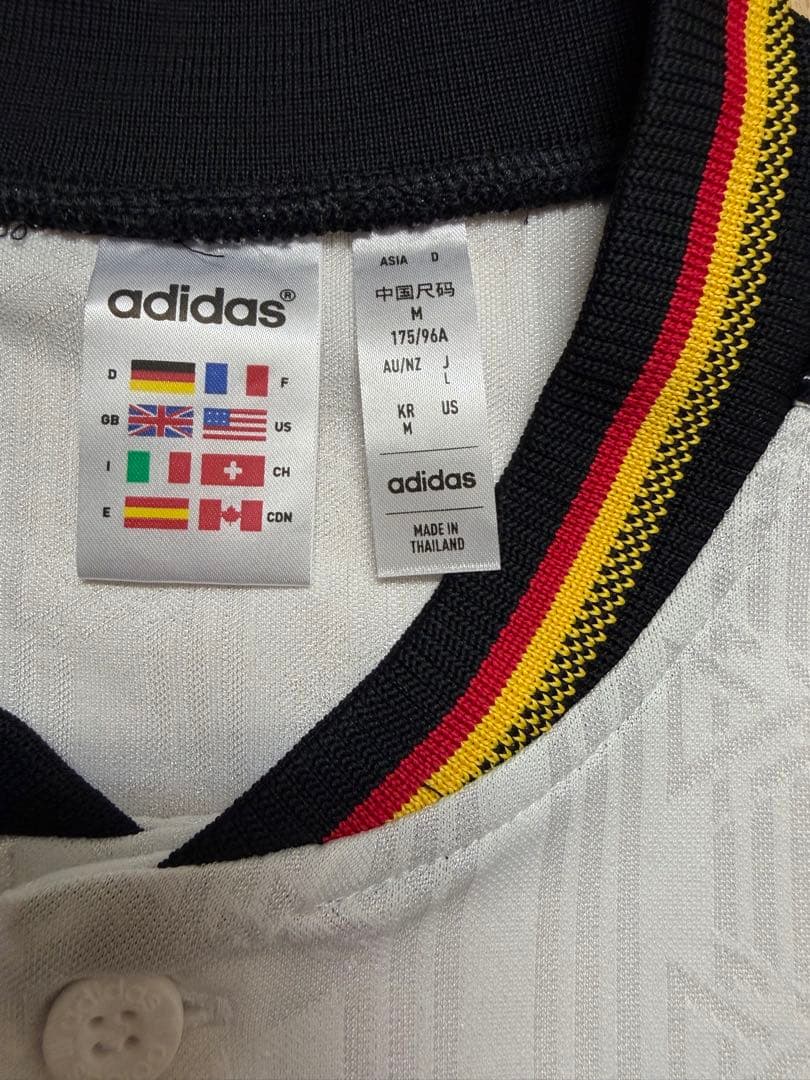 adidas®
D F
GB US
I CH
E CDN
ASIA D
中国尺码
M
175/96A
AU/NZ J
L
KR US
M
adidas
MADE IN
THAILAND
adidas